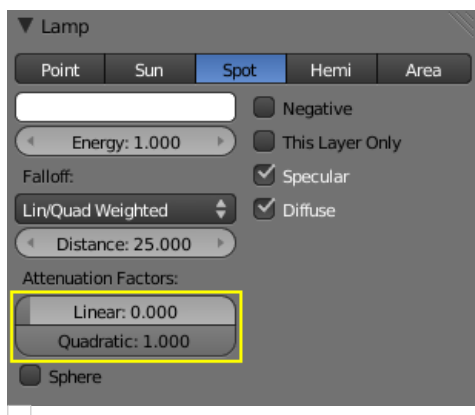 Lamp
Point Sun Spot Hemi Area
Negative
Energy: 1.000 This Layer Only
Falloff: Specular
Lin/Quad Weighted Diffuse
Distance: 25.000
Attenuation Factors:
Linear: 0.000
Quadratic: 1.000
Sphere